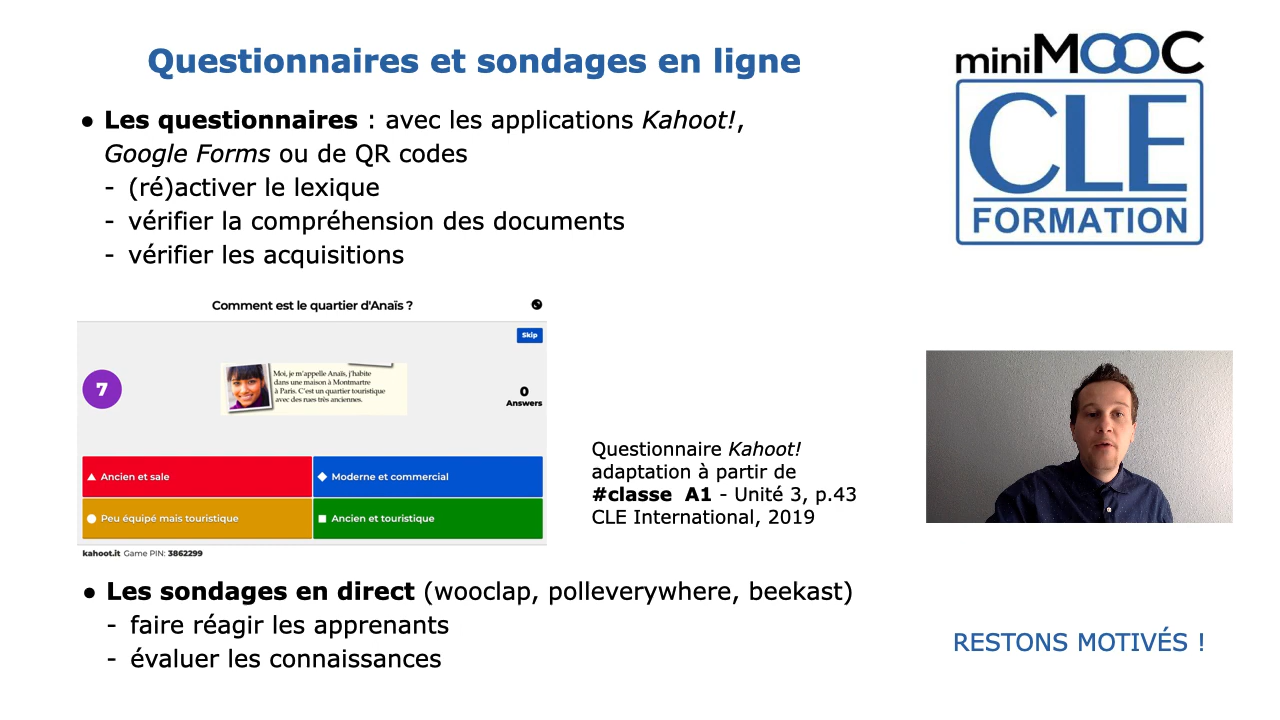 Questionnaires et sondages en ligne
miniMOOC
CLE
FORMATION
● Les questionnaires : avec les applications Kahoot!,
Google Forms ou de QR codes
- (ré)activer le lexique
- vérifier la compréhension des documents
- vérifier les acquisitions
Comment est le quartier d'Anaïs ?
Skip
7
Moi, je m'appelle Anaïs, j'habite
dans une maison à Montmartre
à Paris. C'est un quartier touristique
avec des rues très anciennes.
0
Answers
Ancien et sale
Moderne et commercial
Peu équipé mais touristique
Ancien et touristique
kahoot.it Game PIN: 3862299
Questionnaire Kahoot!
adaptation à partir de
#classe A1 - Unité 3, p.43
CLE International, 2019
● Les sondages en direct (wooclap, polleverywhere, beekast)
- faire réagir les apprenants
- évaluer les connaissances
RESTONS MOTIVÉS !